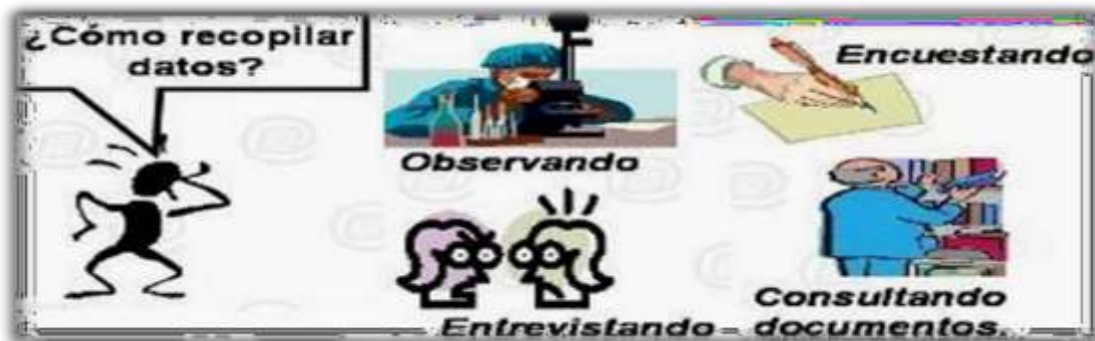 ¿Cómo recopilar
datos?
Observando
Encuestando
Entrevistando
Consultando
documentos.